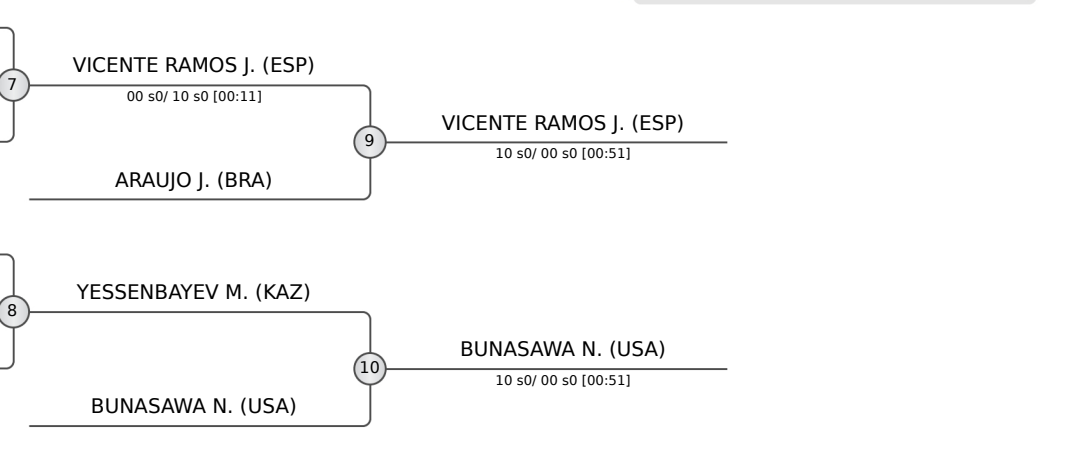 VICENTE RAMOS J. (ESP)
7
00 s0/ 10 s0 [00:11]
VICENTE RAMOS J. (ESP)
9
10 s0/ 00 s0 [00:51]
ARAUJO J. (BRA)
YESSENBAYEV M. (KAZ)
8
BUNASAWA N. (USA)
10
10 s0/ 00 s0 [00:51]
BUNASAWA N. (USA)